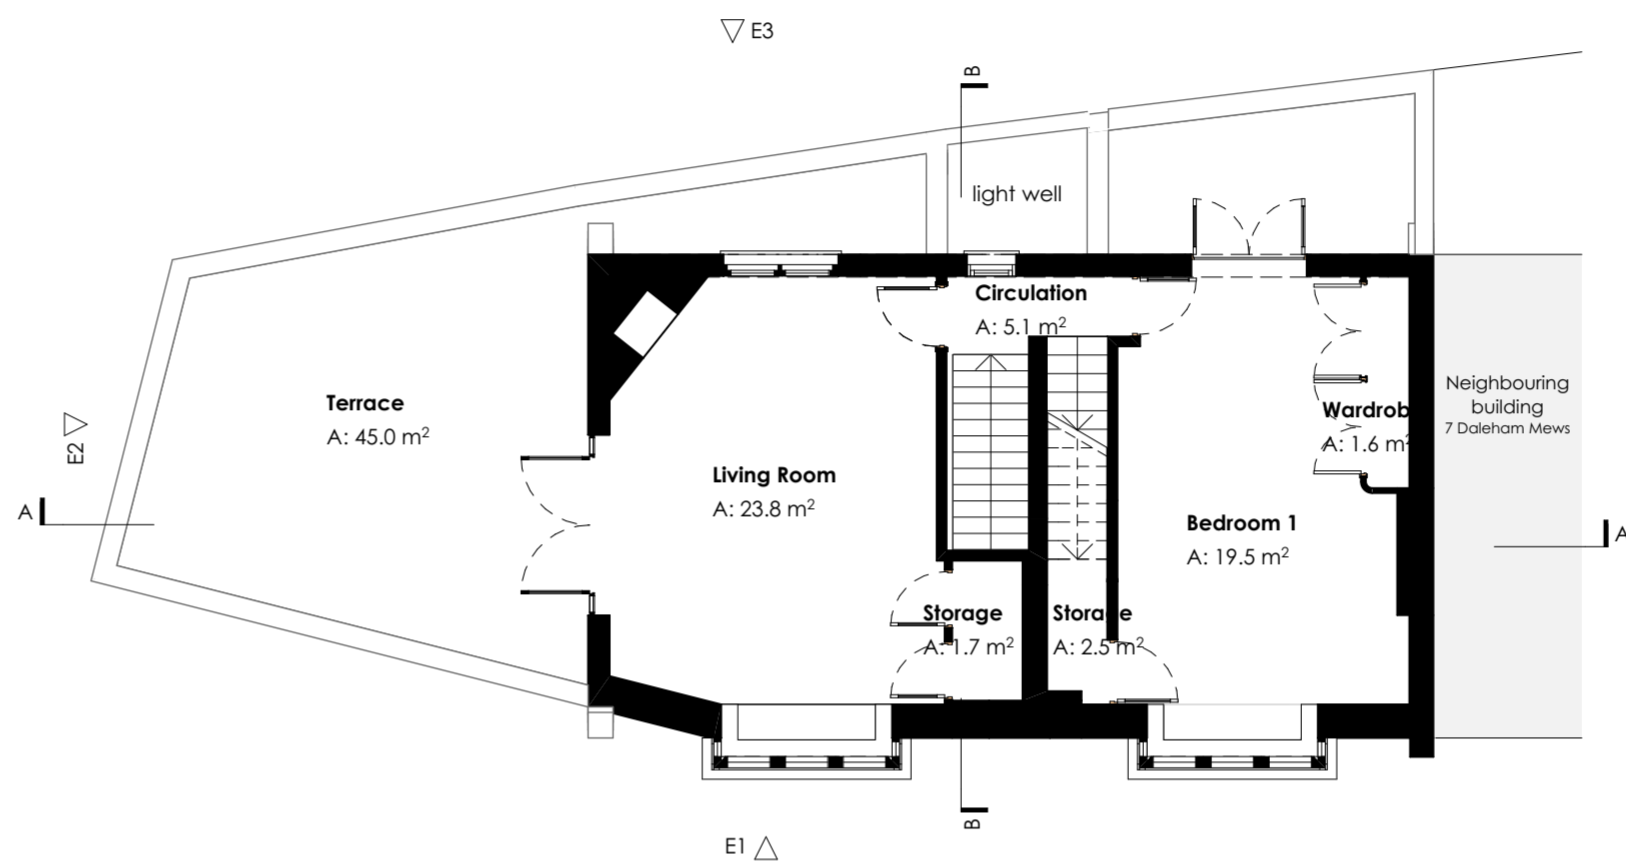 E3
B
light well
Circulation
A: 5.1 m²
Neighbouring
building
7 Daleham Mews
Terrace
A: 45.0 m²
Wardrob
A: 1.6 m²
E2
Living Room
A: 23.8 m²
A
Bedroom 1
A: 19.5 m²
A
Storage
A: 1.7 m²
Storage
A: 2.5 m²
B
E1